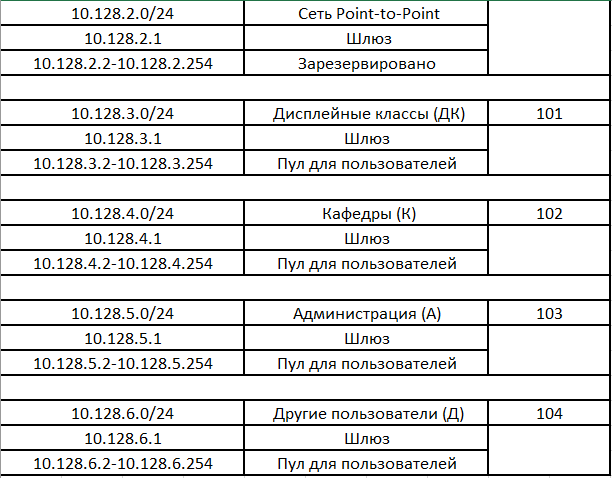 10.128.2.0/24 Сеть Point-to-Point
10.128.2.1 Шлюз
10.128.2.2-10.128.2.254 Зарезервировано
10.128.3.0/24 Дисплейные классы (ДК) 101
10.128.3.1 Шлюз
10.128.3.2-10.128.3.254 Пул для пользователей
10.128.4.0/24 Кафедры (К) 102
10.128.4.1 Шлюз
10.128.4.2-10.128.4.254 Пул для пользователей
10.128.5.0/24 Администрация (А) 103
10.128.5.1 Шлюз
10.128.5.2-10.128.5.254 Пул для пользователей
10.128.6.0/24 Другие пользователи (Д) 104
10.128.6.1 Шлюз
10.128.6.2-10.128.6.254 Пул для пользователей